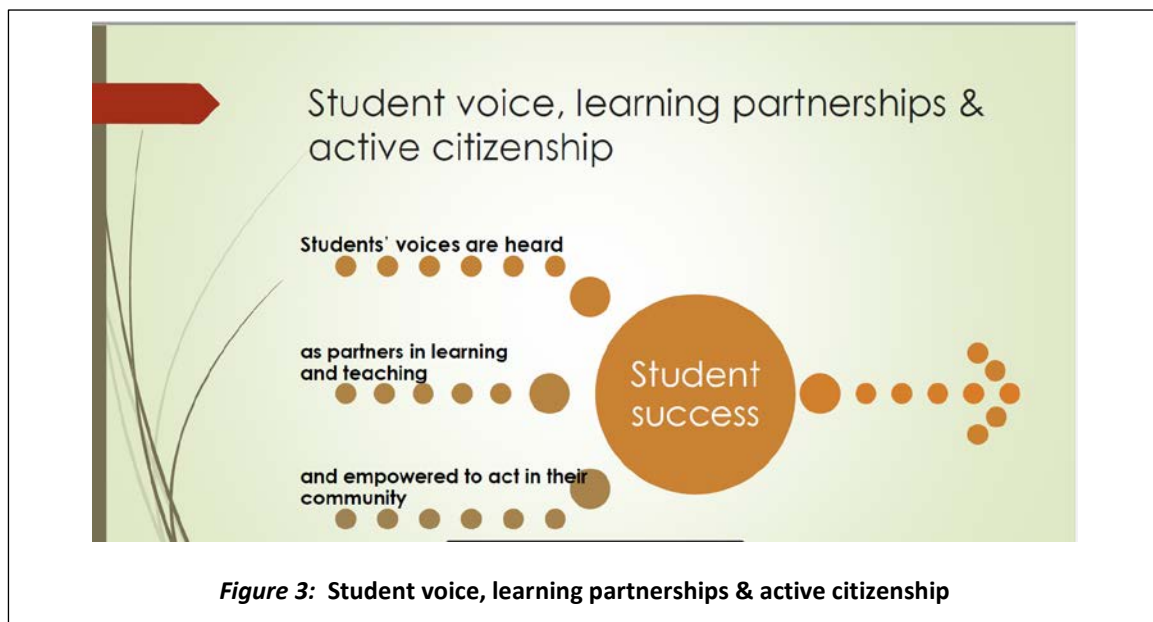 Student voice, learning partnerships &
active citizenship
Students' voices are heard
as partners in learning
and teaching
and empowered to act in their
community
Student
success
Figure 3: Student voice, learning partnerships & active citizenship